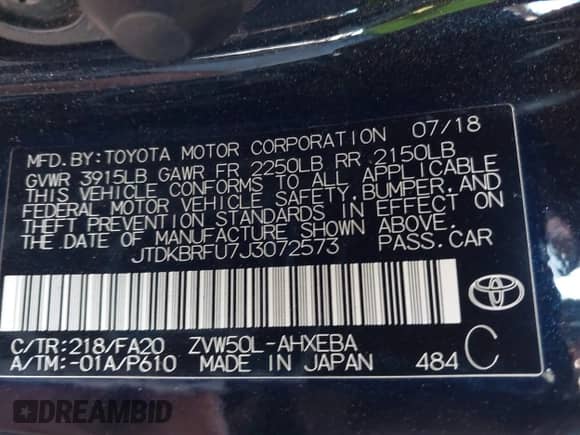 MFD.BY:TOYOTA MOTOR CORPORATION 07/18
GVWR 3915LB GAWR FR 2250LB RR 2150LB
THIS VEHICLE CONFORMS TO ALL APPLICABLE
FEDERAL MOTOR VEHICLE SAFETY,BUMPER,AND
THEFT PREVENTION STANDARDS IN EFFECT ON
THE DATE OF MANUFACTURE SHOWN ABOVE.
JTDKBRFU7J3072573 PASS.CAR
C/TR:218/FA20 ZVW50L-AHXEBA
A/TM:-01A/P610 MADE IN JAPAN 484 C
DREAMBID